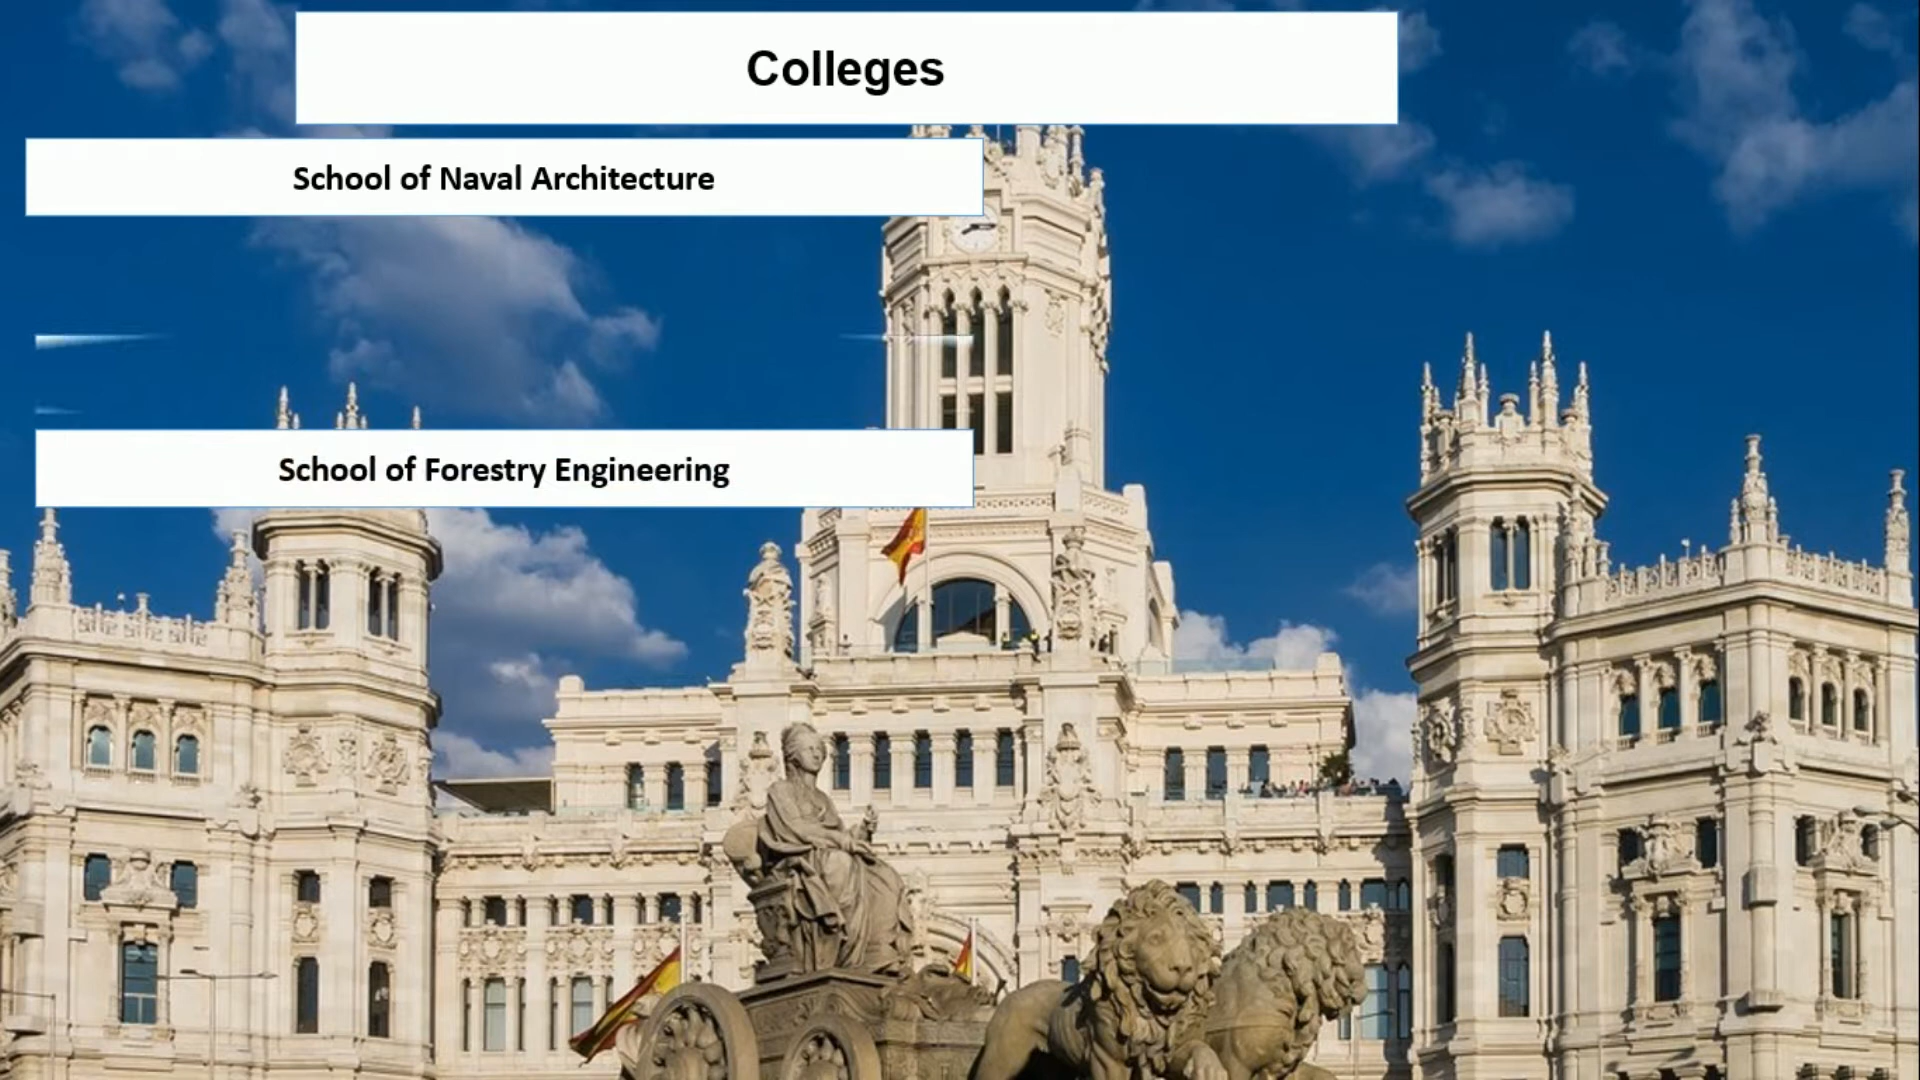 Colleges
School of Naval Architecture
School of Forestry Engineering